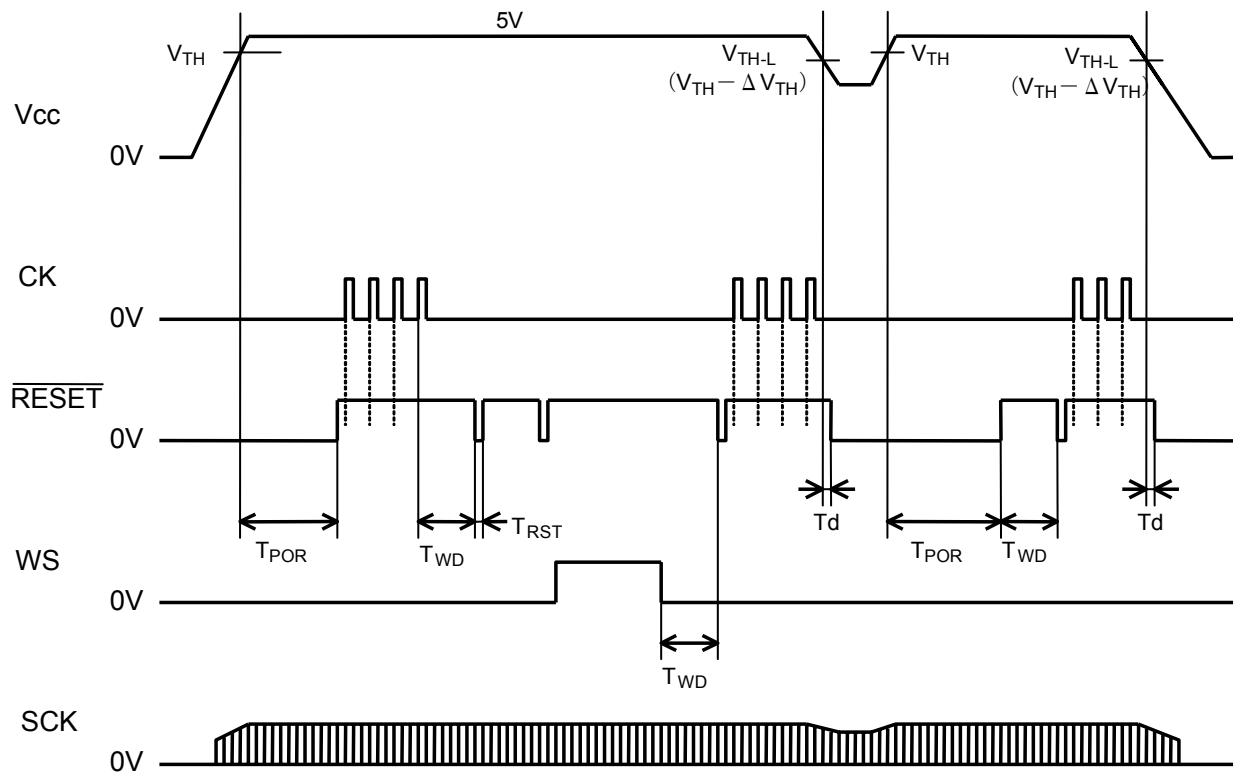 5V
VTH
VTH-L
(VTH－ΔVTH)
VTH
VTH-L
(VTH－ΔVTH)
Vcc
0V
CK
0V
RESET
0V
TPOR
TWD
TRST
Td
TPOR
TWD
Td
WS
0V
TWD
SCK
0V